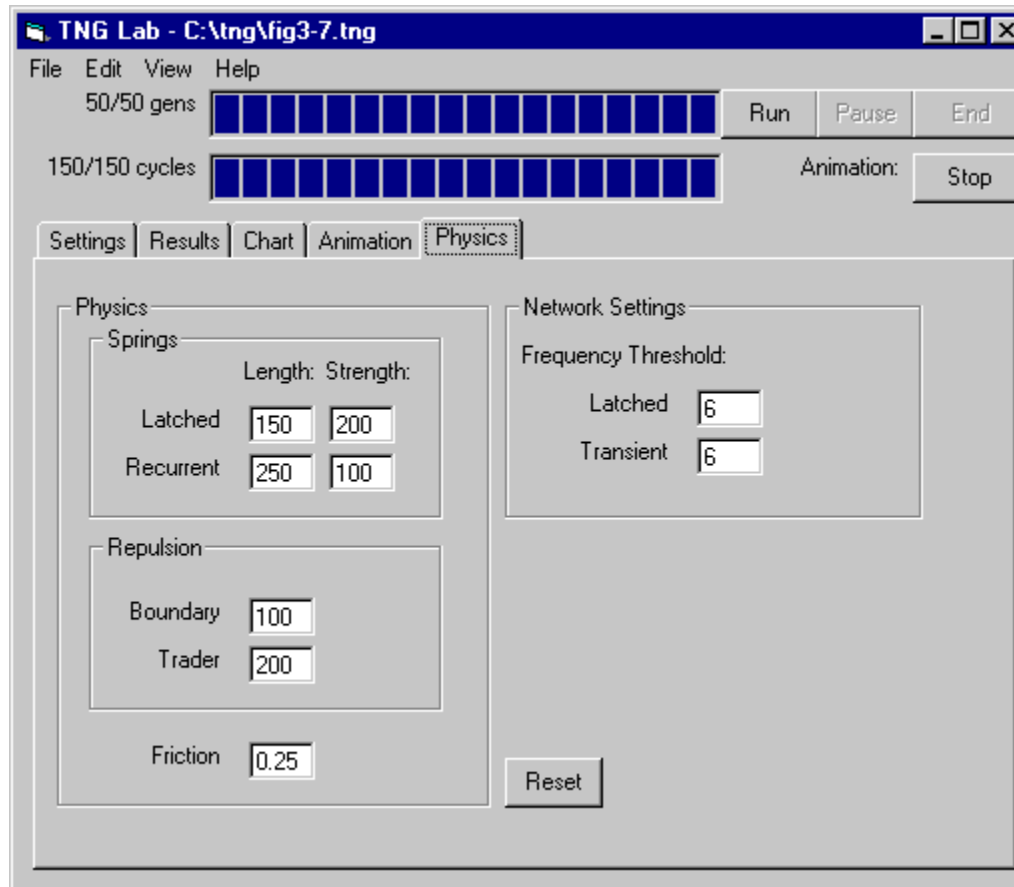 TNG Lab - C:\tng\fig3-7.tng
File Edit View Help
50/50 gens Run Pause End
150/150 cycles Animation: Stop
Settings Results Chart Animation Physics
Physics
Springs
Length: Strength:
Latched 150 200
Recurrent 250 100
Repulsion
Boundary 100
Trader 200
Friction 0.25
Network Settings
Frequency Threshold:
Latched 6
Transient 6
Reset